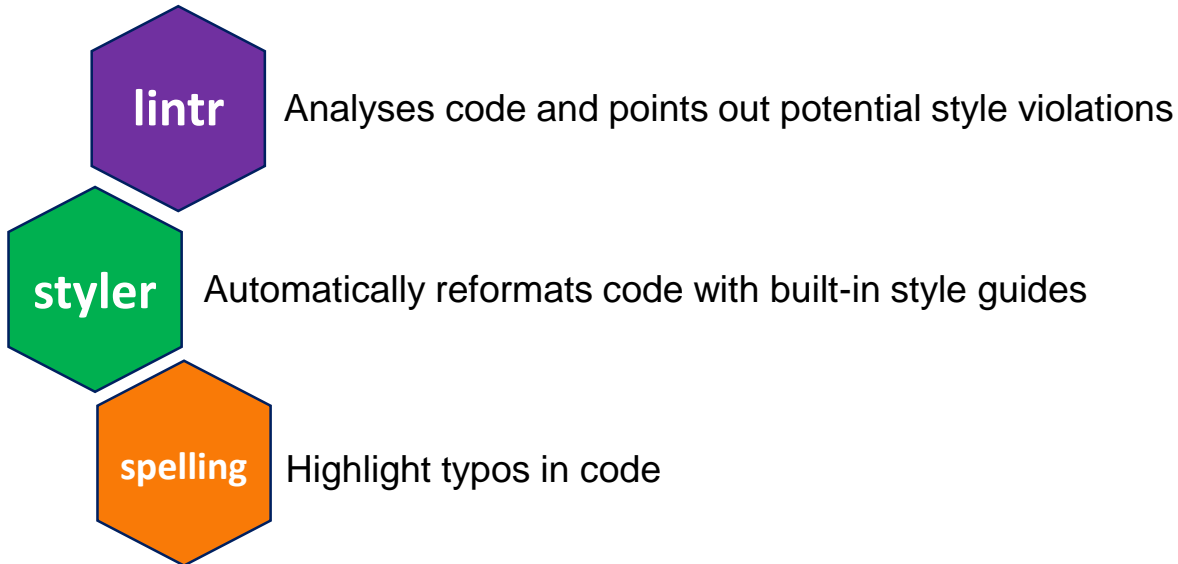 lintr
Analyses code and points out potential style violations
styler
Automatically reformats code with built-in style guides
spelling
Highlight typos in code